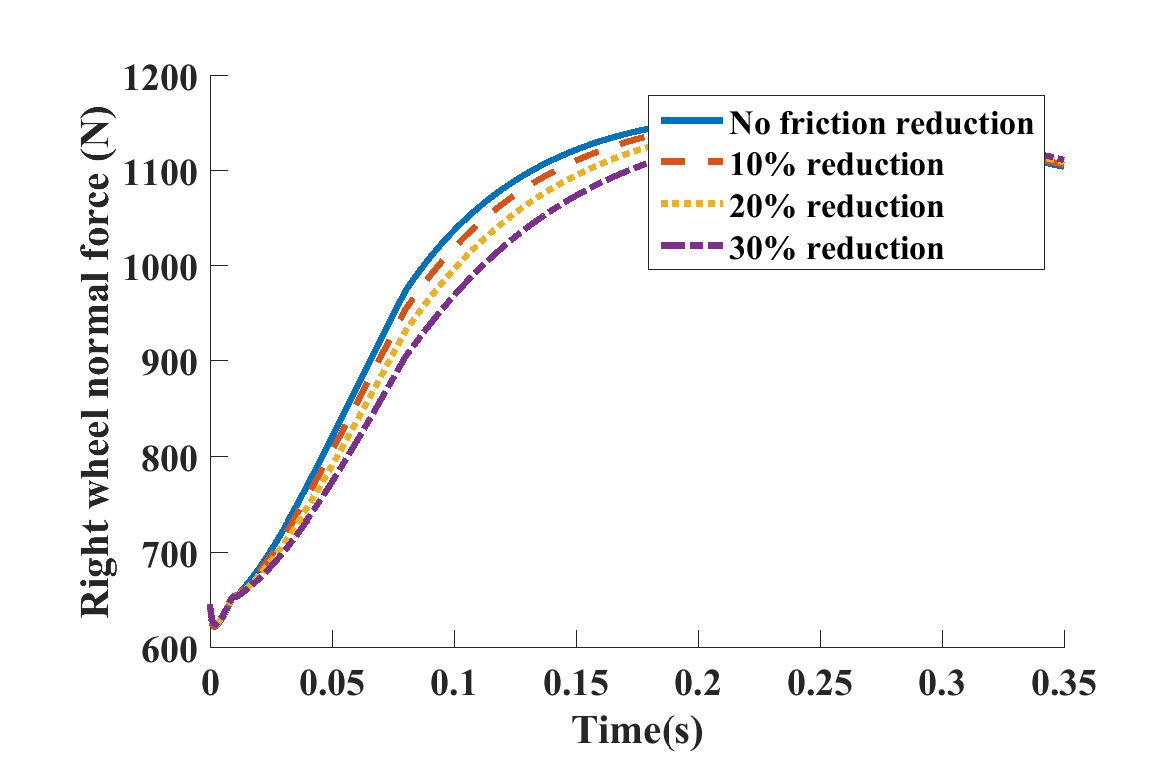 Right wheel normal force (N)
1200
1100
1000
900
800
700
600
No friction reduction
10% reduction
20% reduction
30% reduction
0
0.05
0.1
0.15
0.2
0.25
0.3
0.35
Time(s)